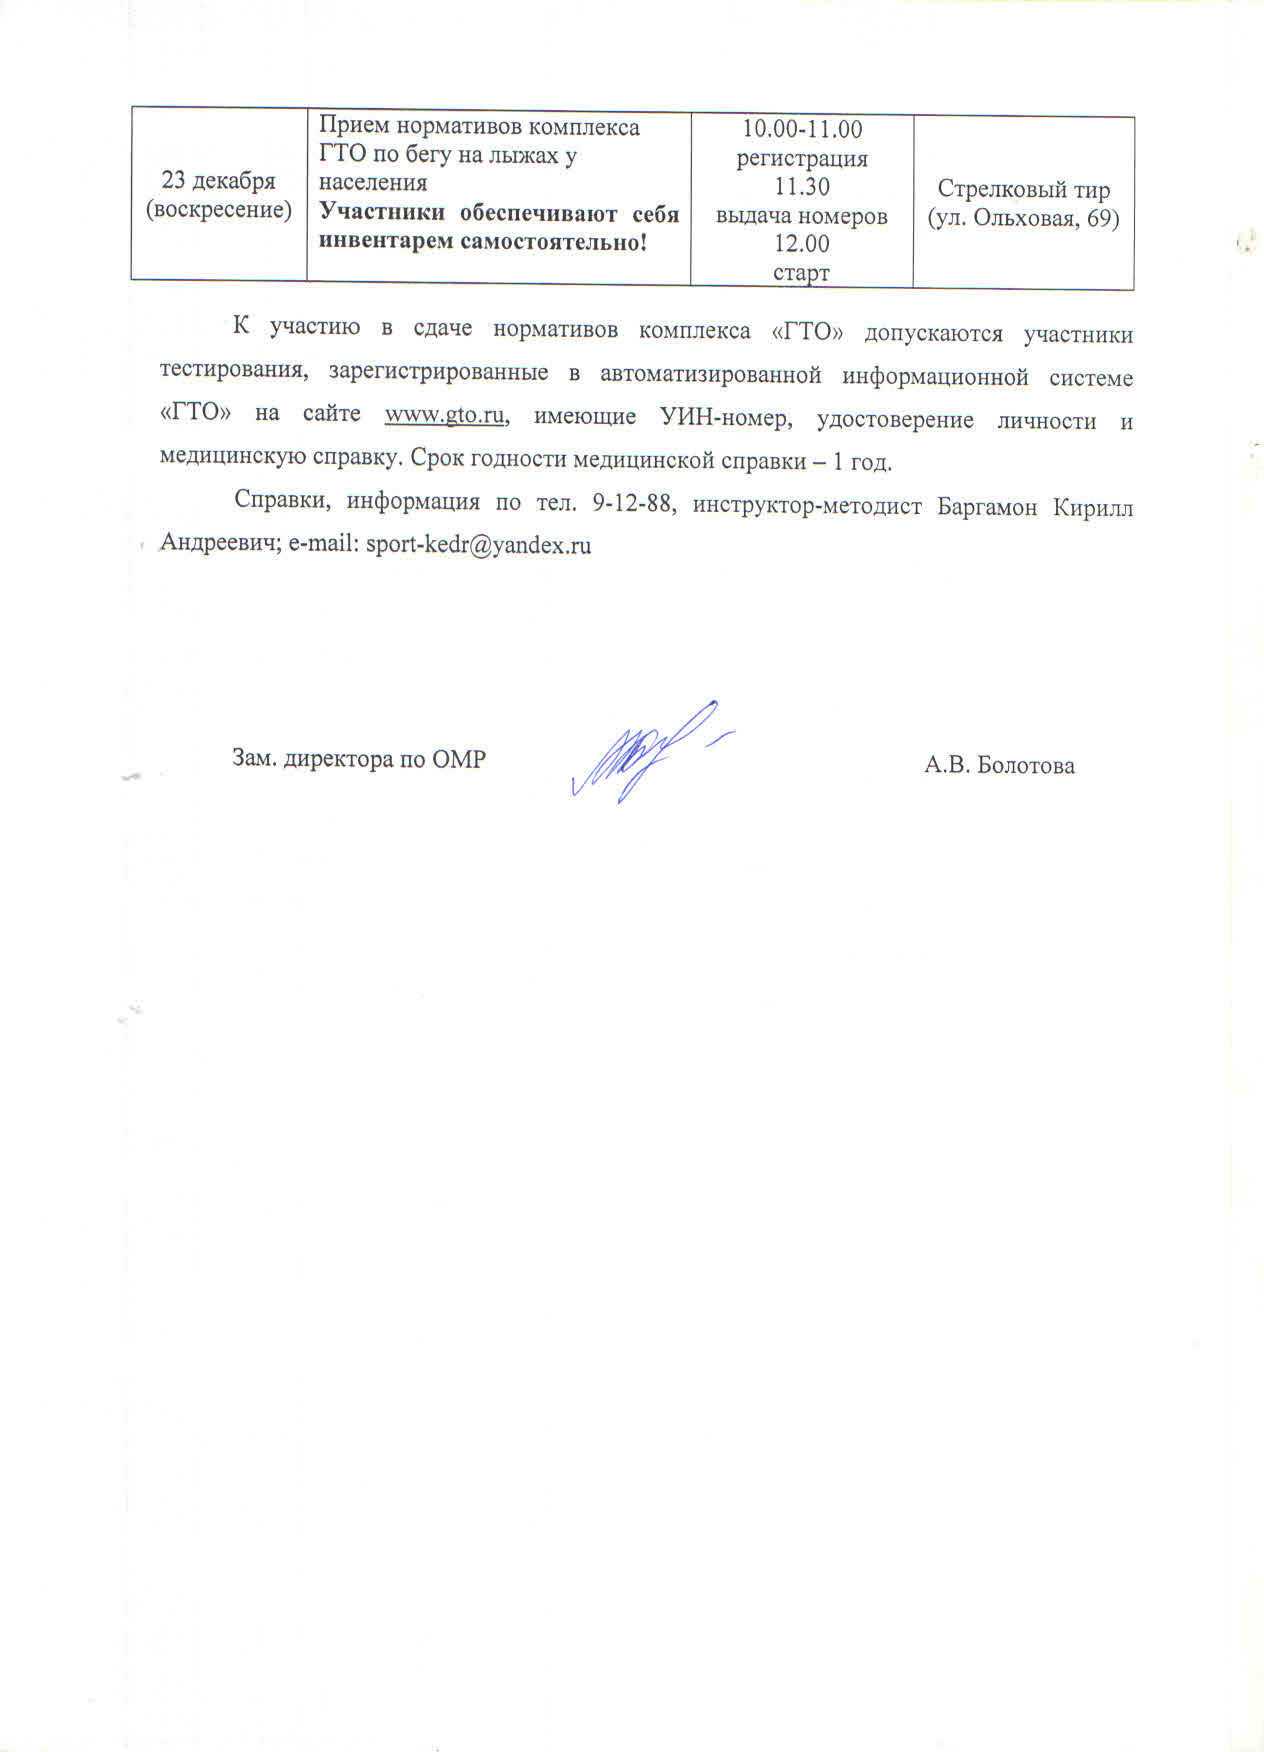 23 декабря
(воскресение)
Прием нормативов комплекса
ГТО по бегу на лыжах у
населения
Участники обеспечивают себя
инвентарем самостоятельно!
10.00-11.00
регистрация
11.30
выдача номеров
12.00
старт
Стрелковый тир
(ул. Ольховая, 69)
К участию в сдаче нормативов комплекса «ГТО» допускаются участники
тестирования, зарегистрированные в автоматизированной информационной системе
«ГТО» на сайте www.gto.ru, имеющие УИН-номер, удостоверение личности и
медицинскую справку. Срок годности медицинской справки – 1 год.
Справки, информация по тел. 9-12-88, инструктор-методист Баргамон Кирилл
Андреевич; e-mail: sport-kedr@yandex.ru
Зам. директора по ОМР
А.В. Болотова